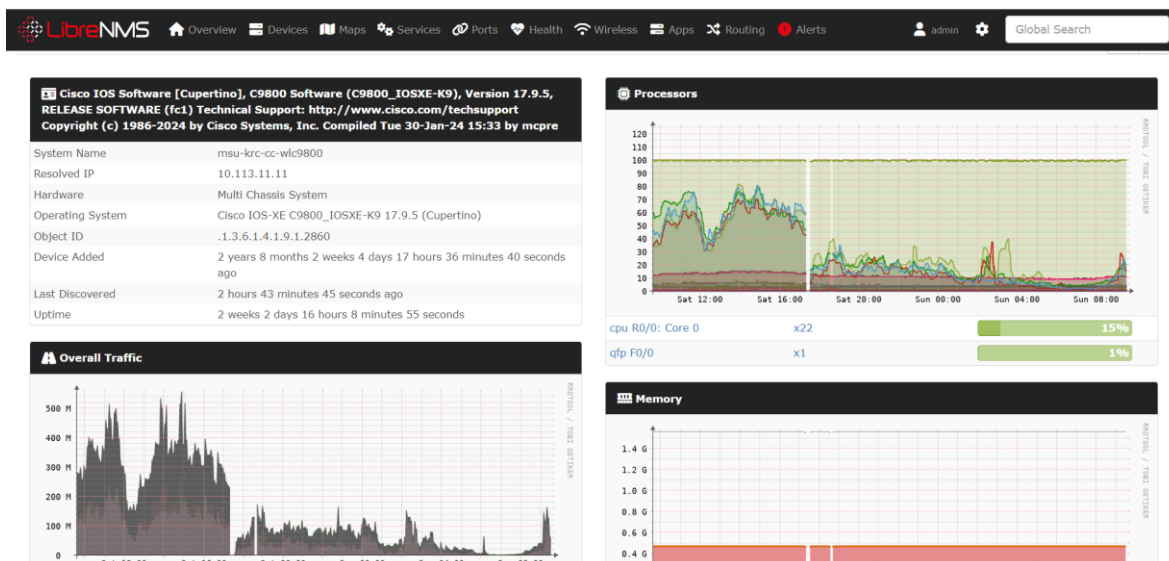 LibreNMS Overview Devices Maps Services Ports Health Wireless Apps Routing Alerts admin Global Search
Cisco IOS Software [Cupertino], C9800 Software (C9800_IOSXE-K9), Version 17.9.5,
RELEASE SOFTWARE (fc1) Technical Support: http://www.cisco.com/techsupport
Copyright (c) 1986-2024 by Cisco Systems, Inc. Compiled Tue 30-Jan-24 15:33 by mcpre
System Name msu-krc-cc-wlc9800
Resolved IP 10.113.11.11
Hardware Multi Chassis System
Operating System Cisco IOS-XE C9800_IOSXE-K9 17.9.5 (Cupertino)
Object ID .1.3.6.1.4.1.9.1.2860
Device Added 2 years 8 months 2 weeks 4 days 17 hours 36 minutes 40 seconds
ago
Last Discovered 2 hours 43 minutes 45 seconds ago
Uptime 2 weeks 2 days 16 hours 8 minutes 55 seconds
Overall Traffic
500 M
400 M
300 M
200 M
100 M
0
RRDTOOL / TOBI OETIKER
Processors
120
110
100
90
80
70
60
50
40
30
20
10
0
Sat 12:00 Sat 16:00 Sat 20:00 Sun 00:00 Sun 04:00 Sun 08:00
RRDTOOL / TOBI OETIKER
cpu R0/0: Core 0 x22 15%
qfp F0/0 x1 1%
Memory
1.4 G
1.2 G
1.0 G
0.8 G
0.6 G
0.4 G
RRDTOOL / TOBI OETIKER